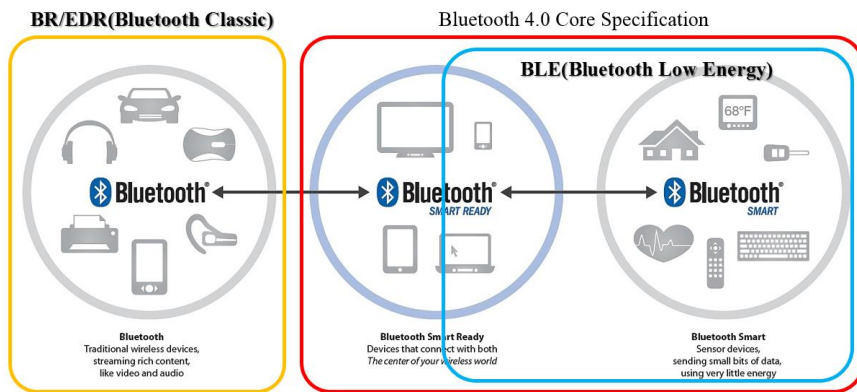 BR/EDR(Bluetooth Classic)
Bluetooth 4.0 Core Specification
BLE(Bluetooth Low Energy)
68°F
Bluetooth®
Bluetooth®
SMART READY
Bluetooth®
SMART
Bluetooth
Traditional wireless devices,
streaming rich content,
like video and audio
Bluetooth Smart Ready
Devices that connect with both
The center of your wireless world
Bluetooth Smart
Sensor devices,
sending small bits of data,
using very little energy